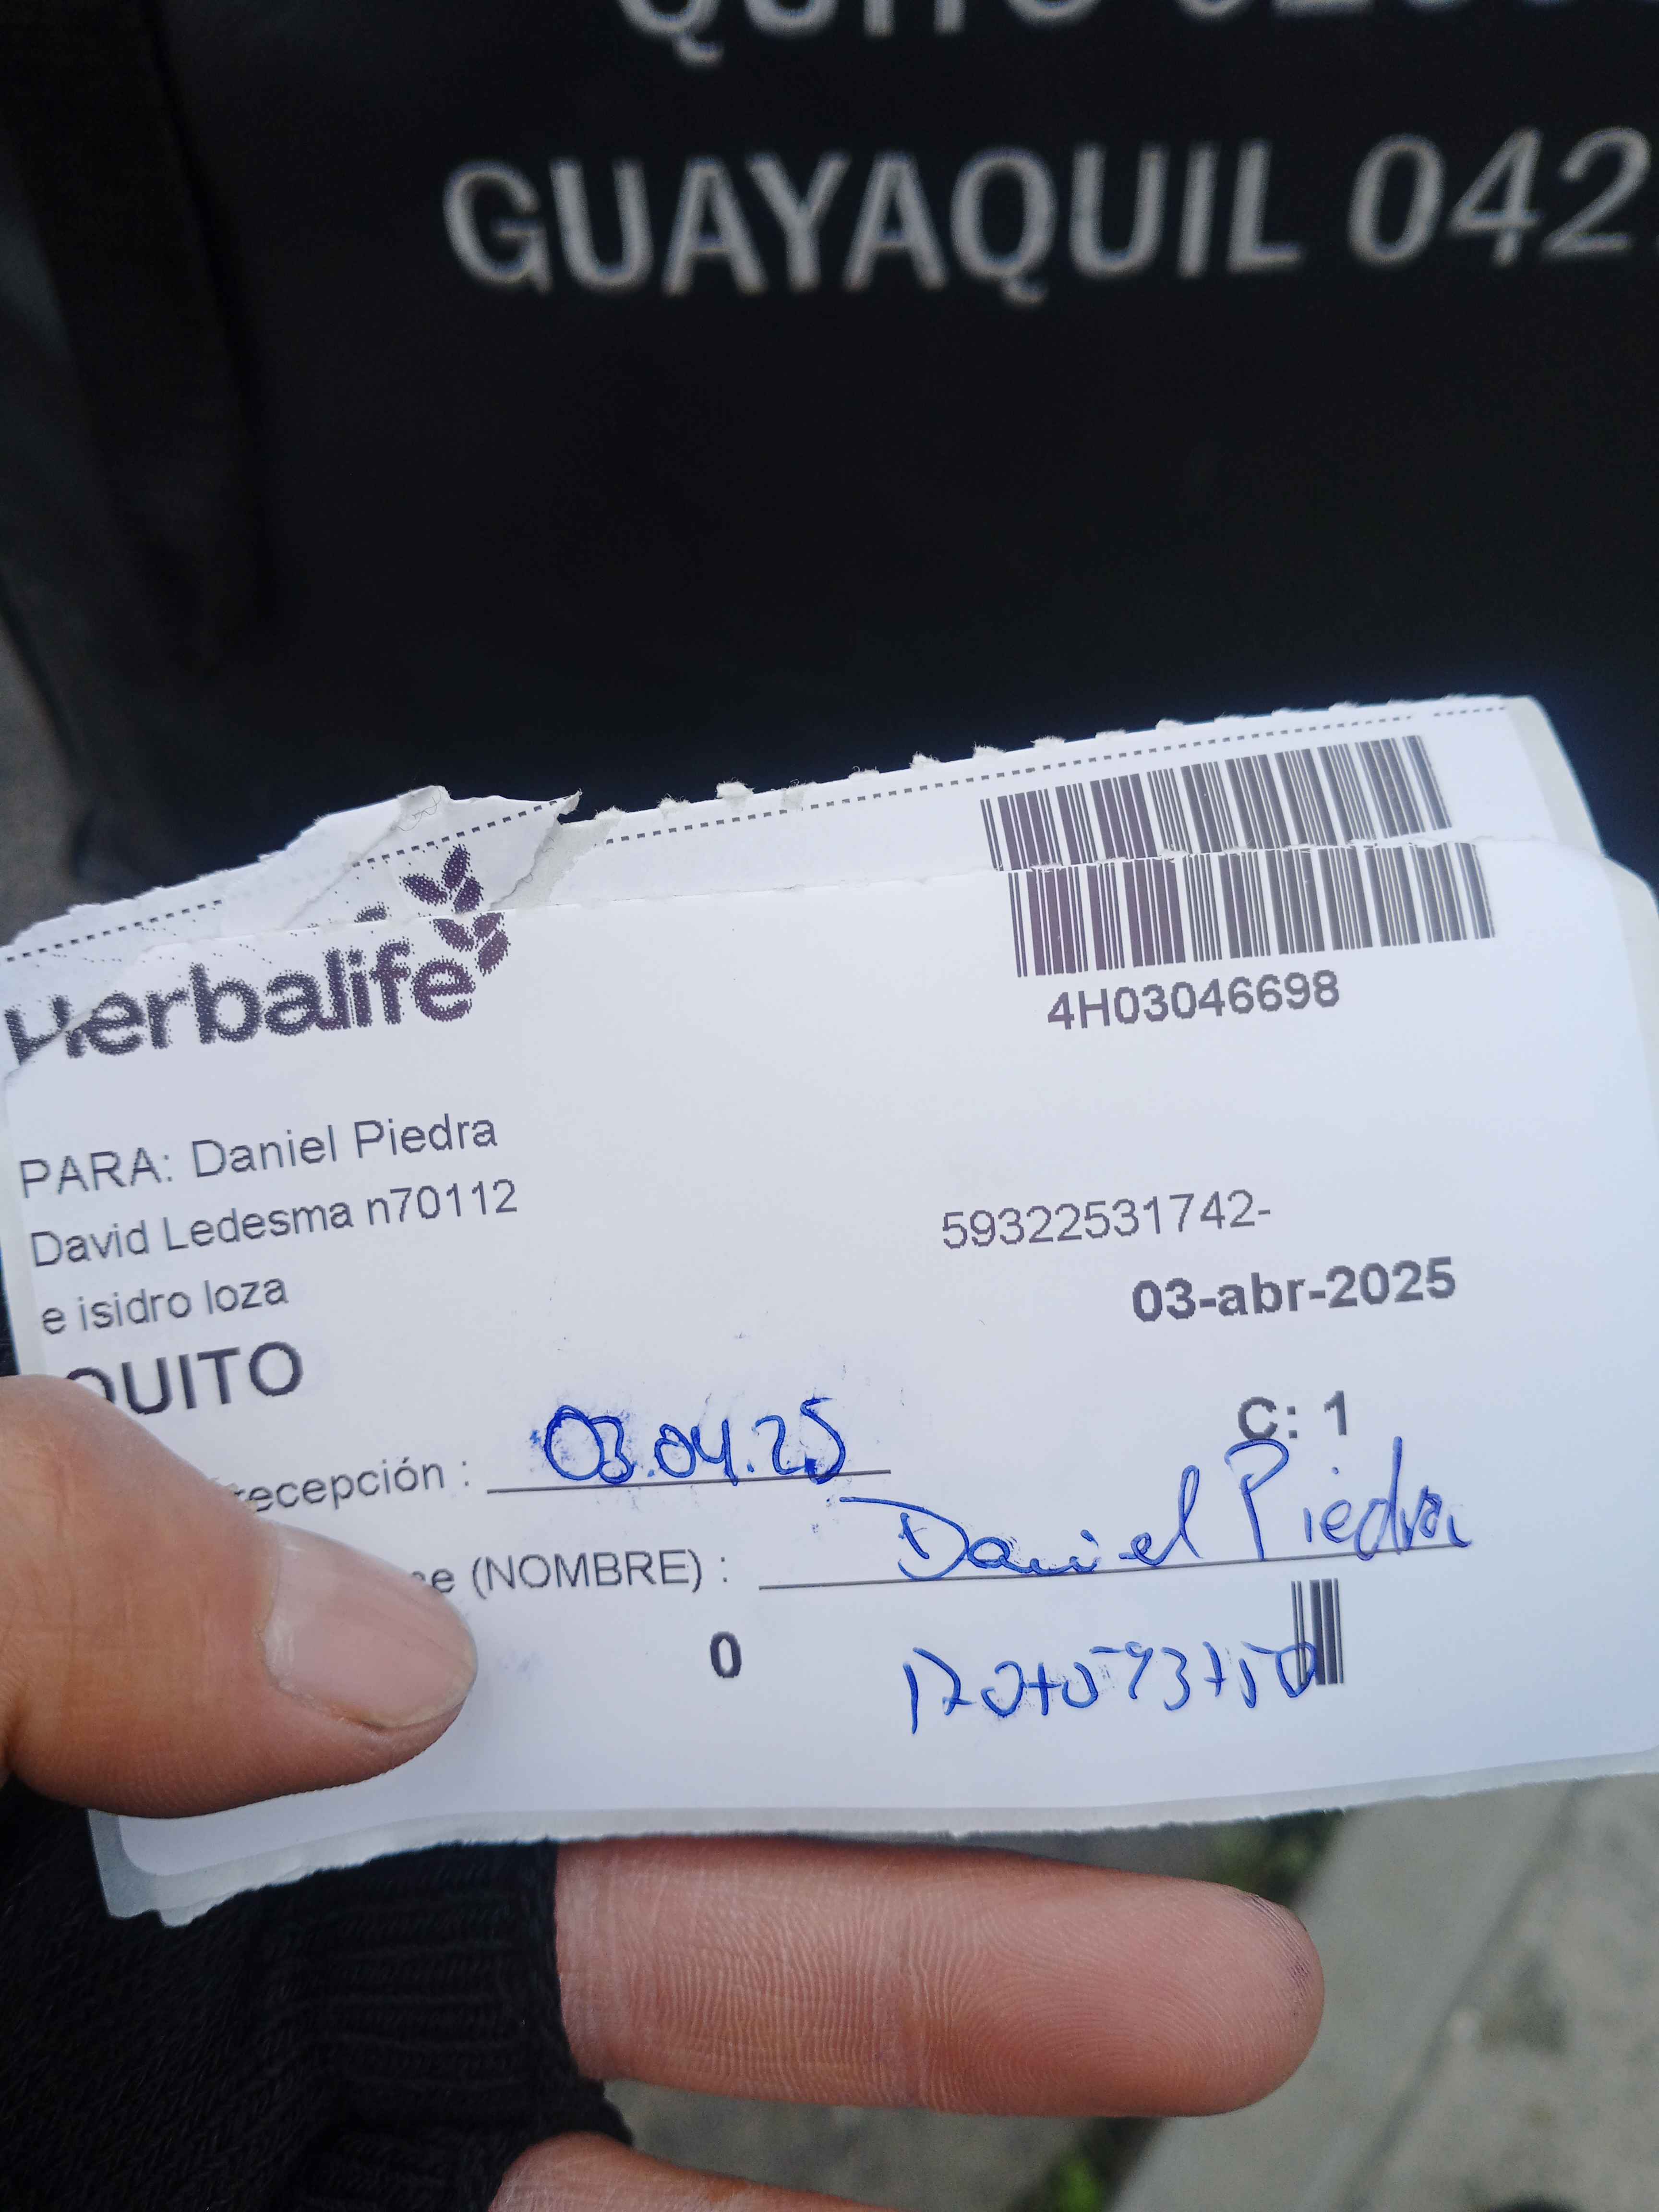 QUITO
GUAYAQUIL 042
Herbalife
4H03046698
PARA: Daniel Piedra
David Ledesma n70112
e isidro loza
59322531742-
03-abr-2025
QUITO
C: 1
recepción : 03.04.25
(NOMBRE) : Daniel Piedra
0